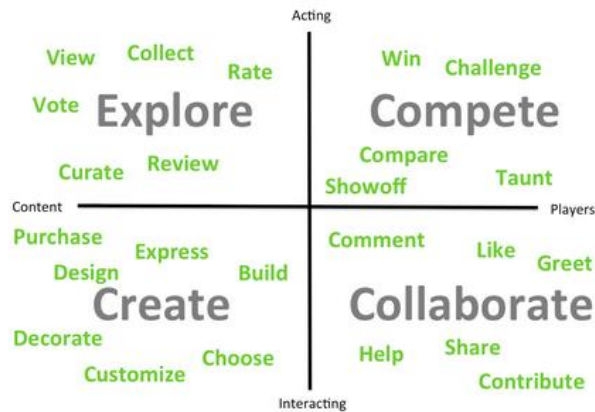 Acting
View
Collect
Rate
Vote
Explore
Curate
Review
Win
Challenge
Compete
Compare
Showoff
Taunt
Content
Players
Purchase
Express
Design
Build
Create
Decorate
Customize
Choose
Comment
Like
Greet
Collaborate
Help
Share
Contribute
Interacting